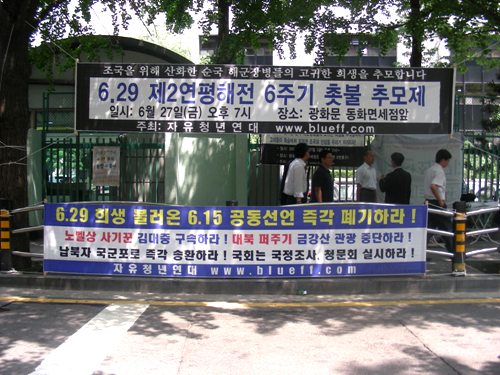 조국을 위해 산화한 순국 해군장병들의 고귀한 희생을 추모합니다
6.29 제2연평해전 6주기 촛불 추모제
일시: 6월 27일(금) 오후 7시 장소: 광화문 동화면세점앞
주최: 자유청년연대 www.blueff.com
6.29 희생 불러온 6.15 공동선언 즉각 폐기하라 !
노벨상 사기꾼 김대중 구속하라 ! 대북 퍼주기 금강산 관광 중단하라 !
납북자 국군포로 즉각 송환하라 ! 국회는 국정조사, 청문회 실시하라 !
자유청년연대 www.blueff.com